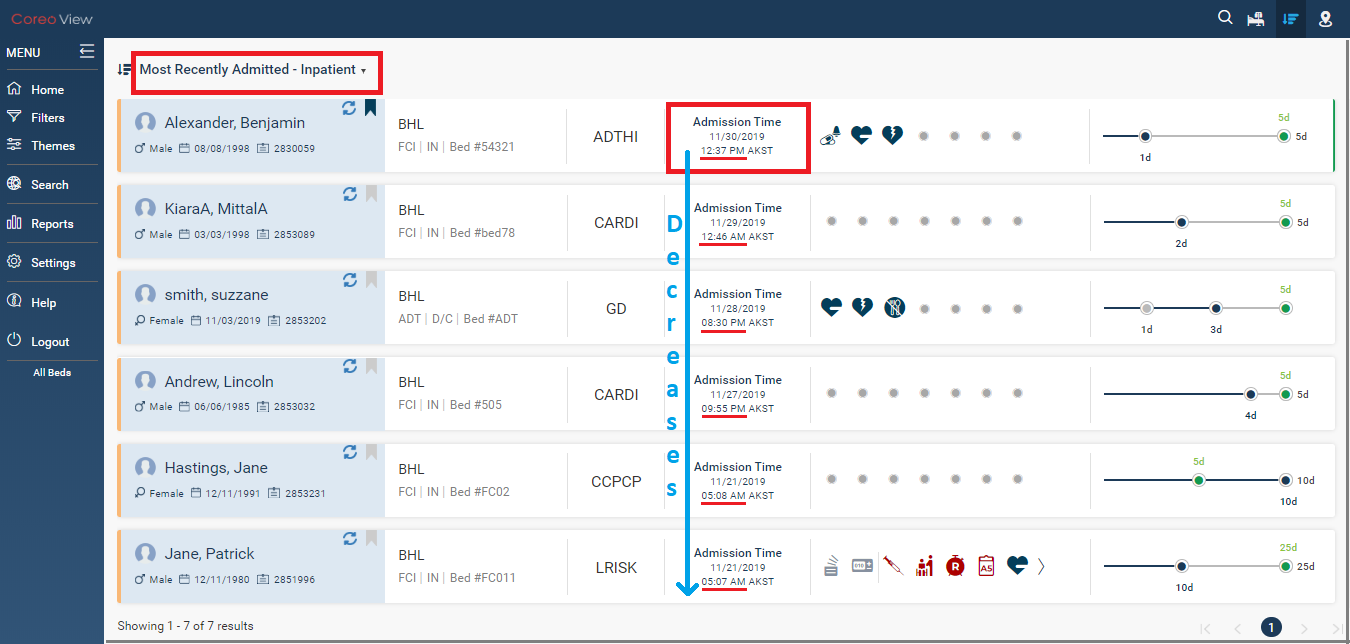 Coreo View
MENU
Home
Filters
Themes
Search
Reports
Settings
Help
Logout
All Beds
Most Recently Admitted - Inpatient
Alexander, Benjamin
Male 08/08/1998 2830059
BHL
FCI | IN | Bed #54321
ADTHI
Admission Time
11/30/2019
12:37 PM AKST
1d
5d
5d
KiaraA, MittalA
Male 03/03/1998 2853089
BHL
FCI | IN | Bed #bed78
CARDI
Admission Time
11/29/2019
12:46 AM AKST
2d
5d
5d
smith, suzzane
Female 11/03/2019 2853202
BHL
ADT | D/C | Bed #ADT
GD
Admission Time
11/28/2019
08:30 PM AKST
1d
3d
5d
Andrew, Lincoln
Male 06/06/1985 2853032
BHL
FCI | IN | Bed #505
CARDI
Admission Time
11/27/2019
09:55 PM AKST
4d
5d
5d
Hastings, Jane
Female 12/11/1991 2853231
BHL
FCI | IN | Bed #FC02
CCPCP
Admission Time
11/21/2019
05:08 AM AKST
5d
10d
10d
Jane, Patrick
Male 12/11/1980 2851996
BHL
FCI | IN | Bed #FC011
LRISK
Admission Time
11/21/2019
05:07 AM AKST
R
A5
10d
25d
25d
Decreases
Showing 1 - 7 of 7 results
1